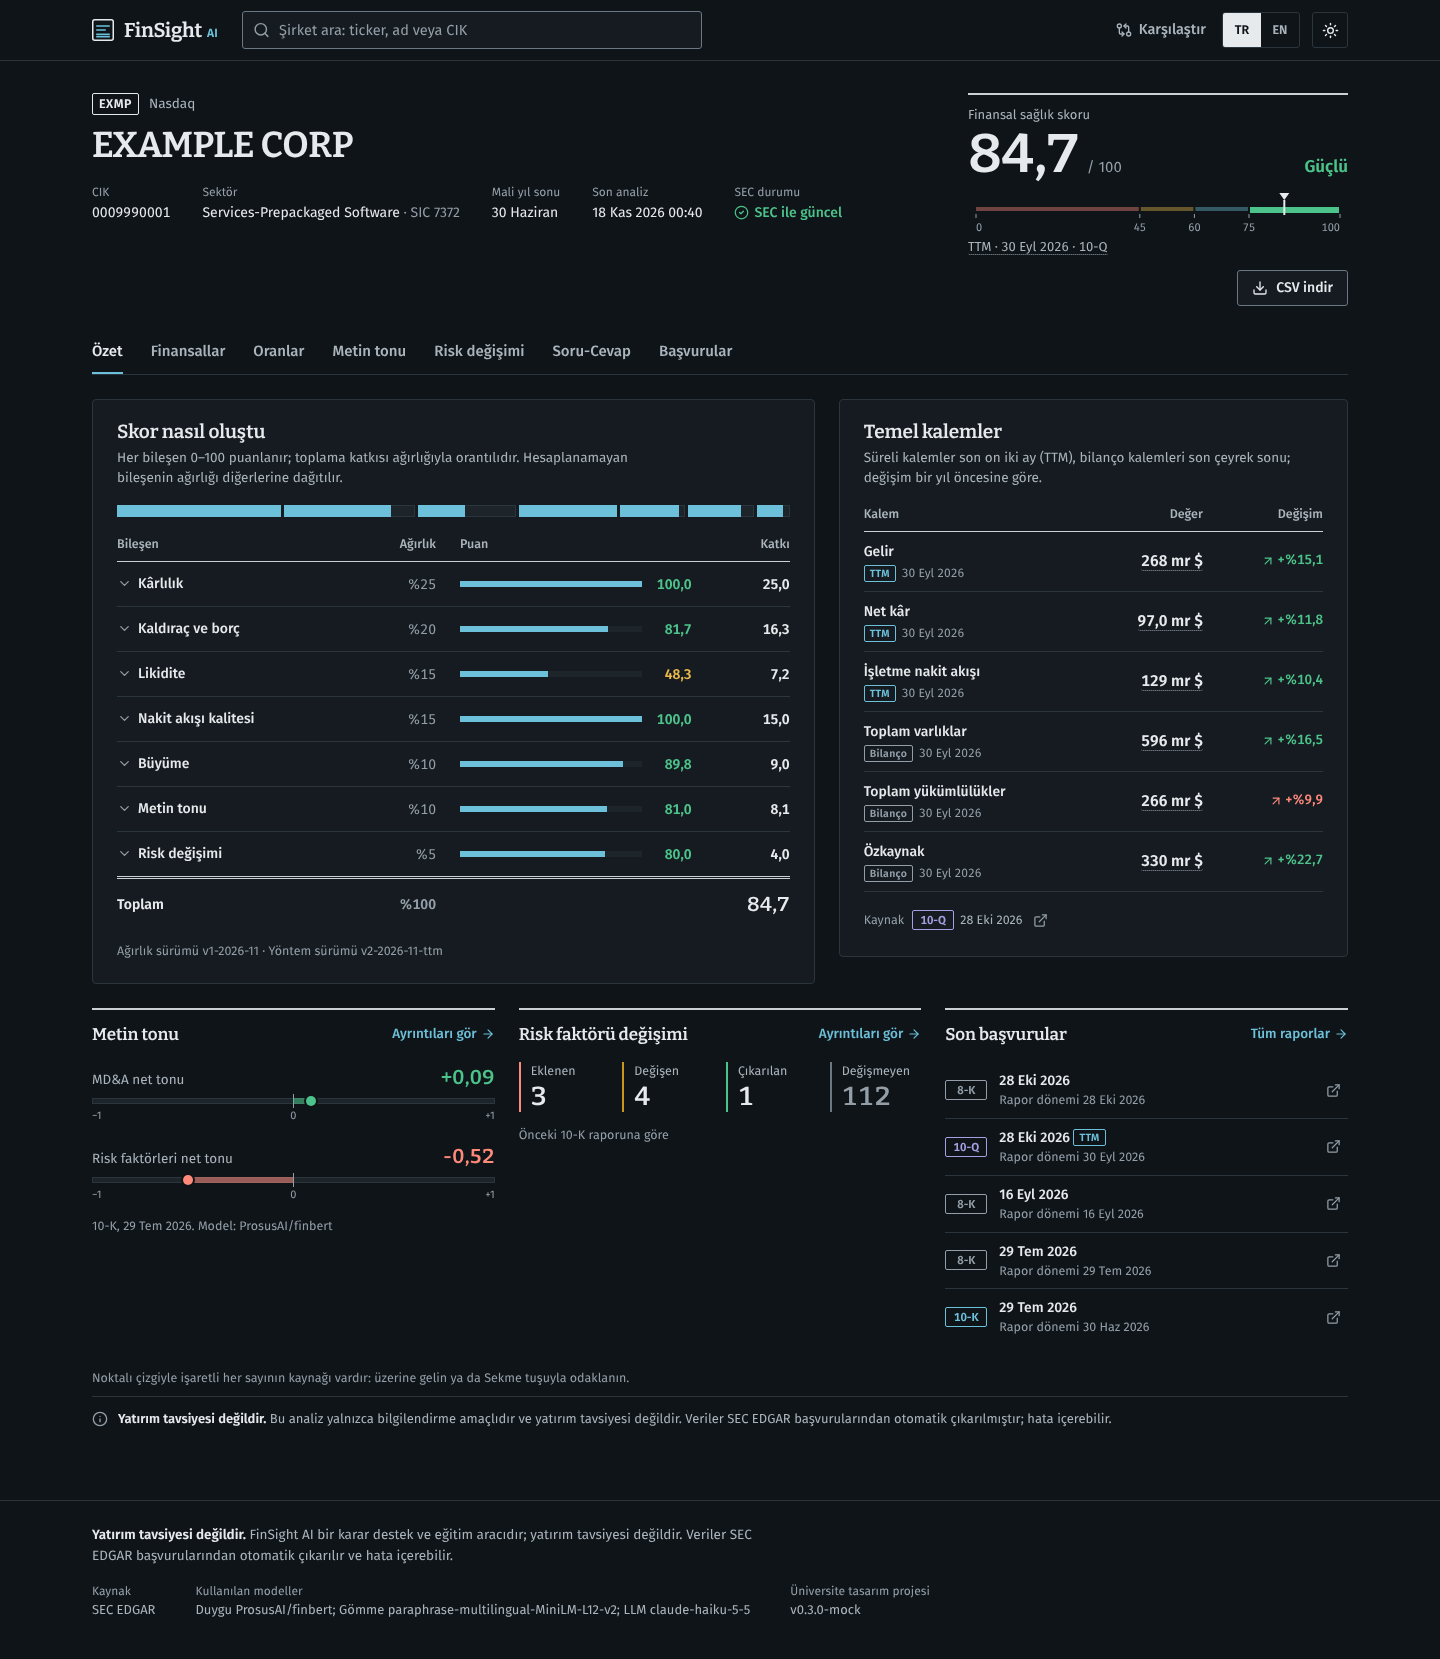 FinSight AI
Şirket ara: ticker, ad veya CIK
Karşılaştır
TR
EN
EXMP
Nasdaq
EXAMPLE CORP
CIK
0009990001
Sektör
Services-Prepackaged Software · SIC 7372
Mali yıl sonu
30 Haziran
Son analiz
18 Kas 2026 00:40
SEC durumu
SEC ile güncel
Finansal sağlık skoru
84,7 / 100
Güçlü
0 45 60 75 100
TTM · 30 Eyl 2026 · 10-Q
CSV indir
Özet
Finansallar
Oranlar
Metin tonu
Risk değişimi
Soru-Cevap
Başvurular
Skor nasıl oluştu
Her bileşen 0–100 puanlanır; toplama katkısı ağırlığıyla orantılıdır. Hesaplanamayan
bileşenin ağırlığı diğerlerine dağıtılır.
Bileşen Ağırlık Puan Katkı
Kârlılık %25 100,0 25,0
Kaldıraç ve borç %20 81,7 16,3
Likidite %15 48,3 7,2
Nakit akışı kalitesi %15 100,0 15,0
Büyüme %10 89,8 9,0
Metin tonu %10 81,0 8,1
Risk değişimi %5 80,0 4,0
Toplam %100 84,7
Ağırlık sürümü v1-2026-11 · Yöntem sürümü v2-2026-11-ttm
Temel kalemler
Süreli kalemler son on iki ay (TTM), bilanço kalemleri son çeyrek sonu;
değişim bir yıl öncesine göre.
Kalem Değer Değişim
Gelir
TTM 30 Eyl 2026
268 mr $ +%15,1
Net kâr
TTM 30 Eyl 2026
97,0 mr $ +%11,8
İşletme nakit akışı
TTM 30 Eyl 2026
129 mr $ +%10,4
Toplam varlıklar
Bilanço 30 Eyl 2026
596 mr $ +%16,5
Toplam yükümlülükler
Bilanço 30 Eyl 2026
266 mr $ +%9,9
Özkaynak
Bilanço 30 Eyl 2026
330 mr $ +%22,7
Kaynak 10-Q 28 Eki 2026
Metin tonu
Ayrıntıları gör
MD&A net tonu +0,09
−1 0 +1
Risk faktörleri net tonu -0,52
−1 0 +1
10-K, 29 Tem 2026. Model: ProsusAI/finbert
Risk faktörü değişimi
Ayrıntıları gör
Eklenen
3
Değişen
4
Çıkarılan
1
Değişmeyen
112
Önceki 10-K raporuna göre
Son başvurular
Tüm raporlar
8-K
28 Eki 2026
Rapor dönemi 28 Eki 2026
10-Q
28 Eki 2026 TTM
Rapor dönemi 30 Eyl 2026
8-K
16 Eyl 2026
Rapor dönemi 16 Eyl 2026
8-K
29 Tem 2026
Rapor dönemi 29 Tem 2026
10-K
29 Tem 2026
Rapor dönemi 30 Haz 2026
Noktalı çizgiyle işaretli her sayının kaynağı vardır: üzerine gelin ya da Sekme tuşuyla odaklanın.
Yatırım tavsiyesi değildir. Bu analiz yalnızca bilgilendirme amaçlıdır ve yatırım tavsiyesi değildir. Veriler SEC EDGAR başvurularından otomatik çıkarılmıştır; hata içerebilir.
Yatırım tavsiyesi değildir. FinSight AI bir karar destek ve eğitim aracıdır; yatırım tavsiyesi değildir. Veriler SEC
EDGAR başvurularından otomatik çıkarılır ve hata içerebilir.
Kaynak
SEC EDGAR
Kullanılan modeller
Duygu ProsusAI/finbert; Gömme paraphrase-multilingual-MiniLM-L12-v2; LLM claude-haiku-5-5
Üniversite tasarım projesi
v0.3.0-mock